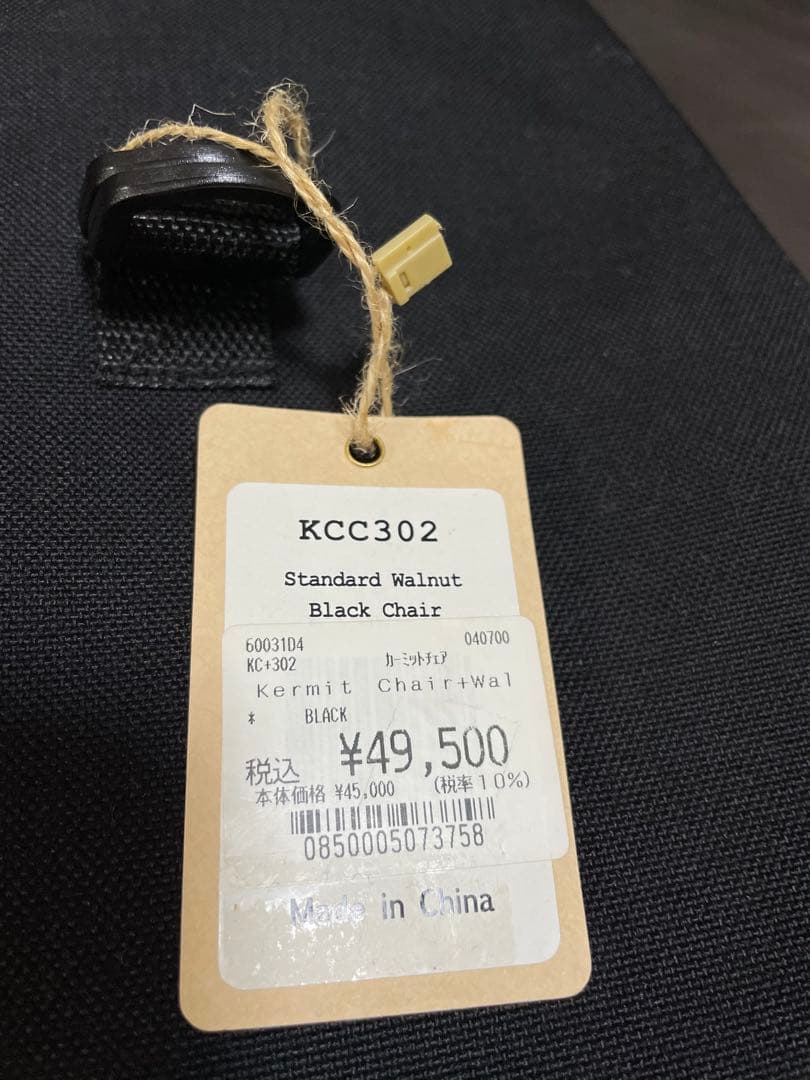 KCC302
Standard Walnut
Black Chair
60031D4 040700
KC+302 ｶｰﾐｯﾄﾁｪｱ
Kermit Chair+Wal
* BLACK
税込 ¥49,500
本体価格 ¥45,000 (税率10%)
0850005073758
Made in China